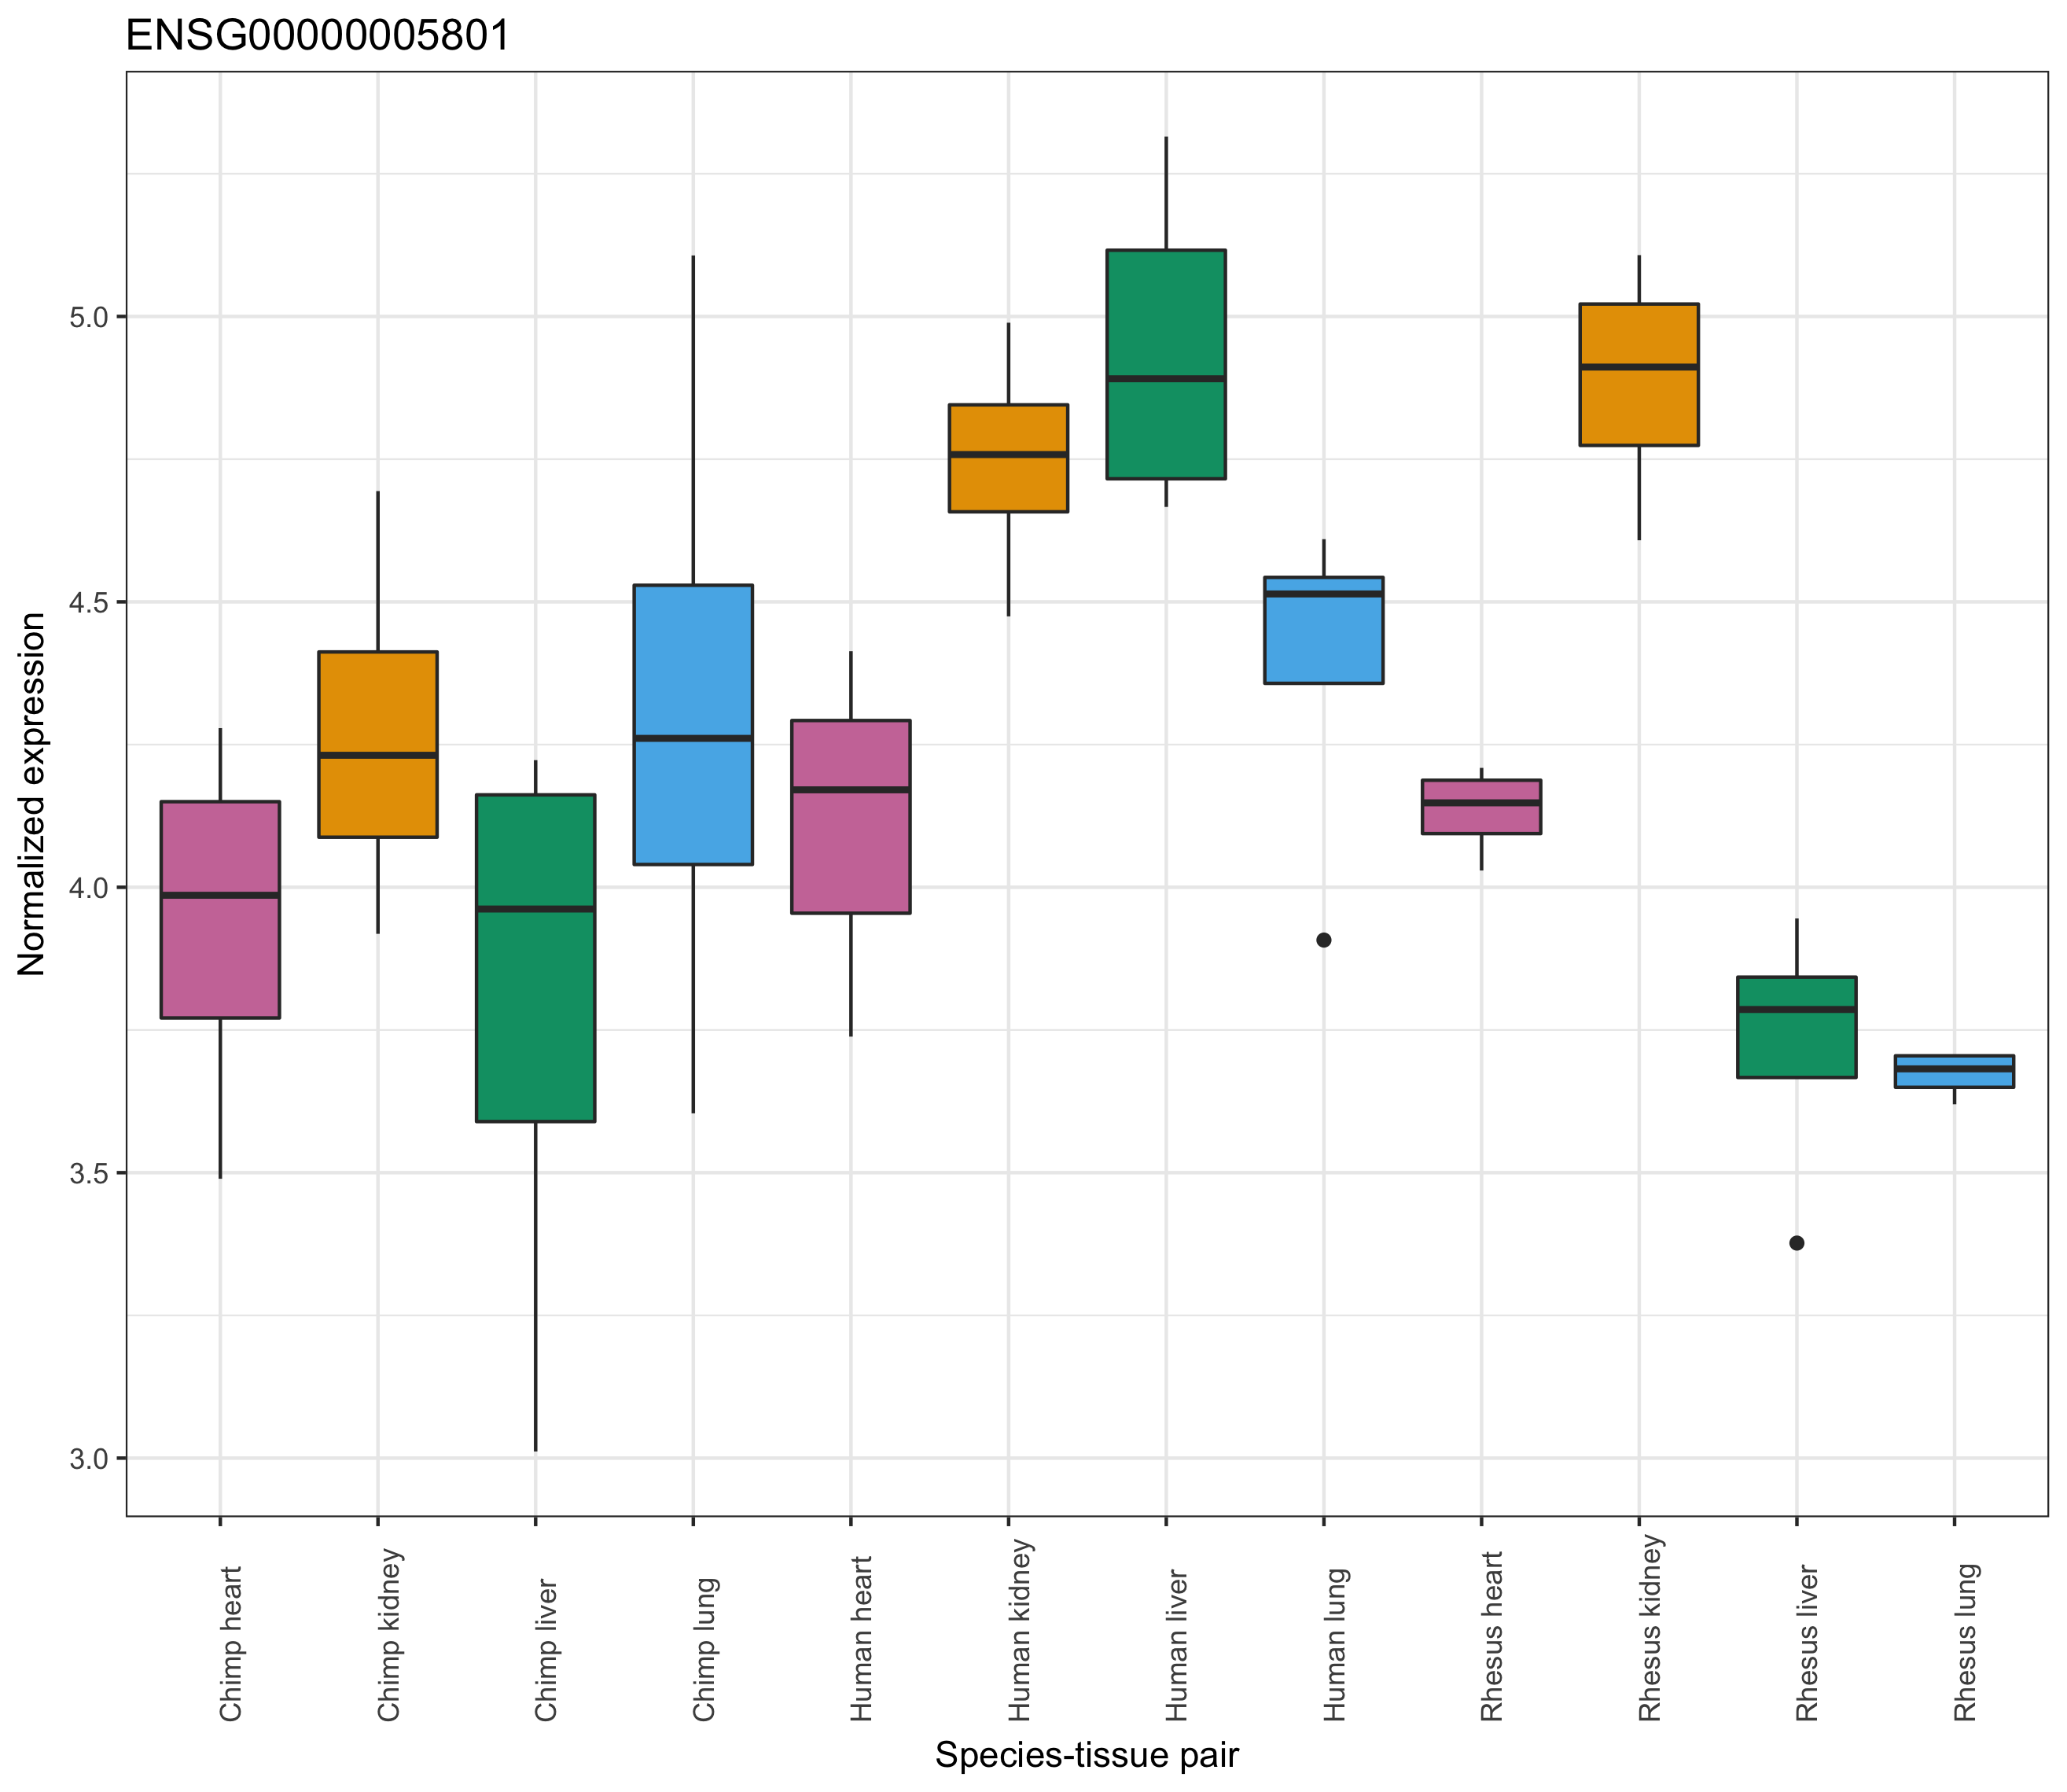 ENSG00000005801
Normalized expression
5.0
4.5
4.0
3.5
3.0
Chimp heart
Chimp kidney
Chimp liver
Chimp lung
Human heart
Human kidney
Human liver
Human lung
Rhesus heart
Rhesus kidney
Rhesus liver
Rhesus lung
Species-tissue pair